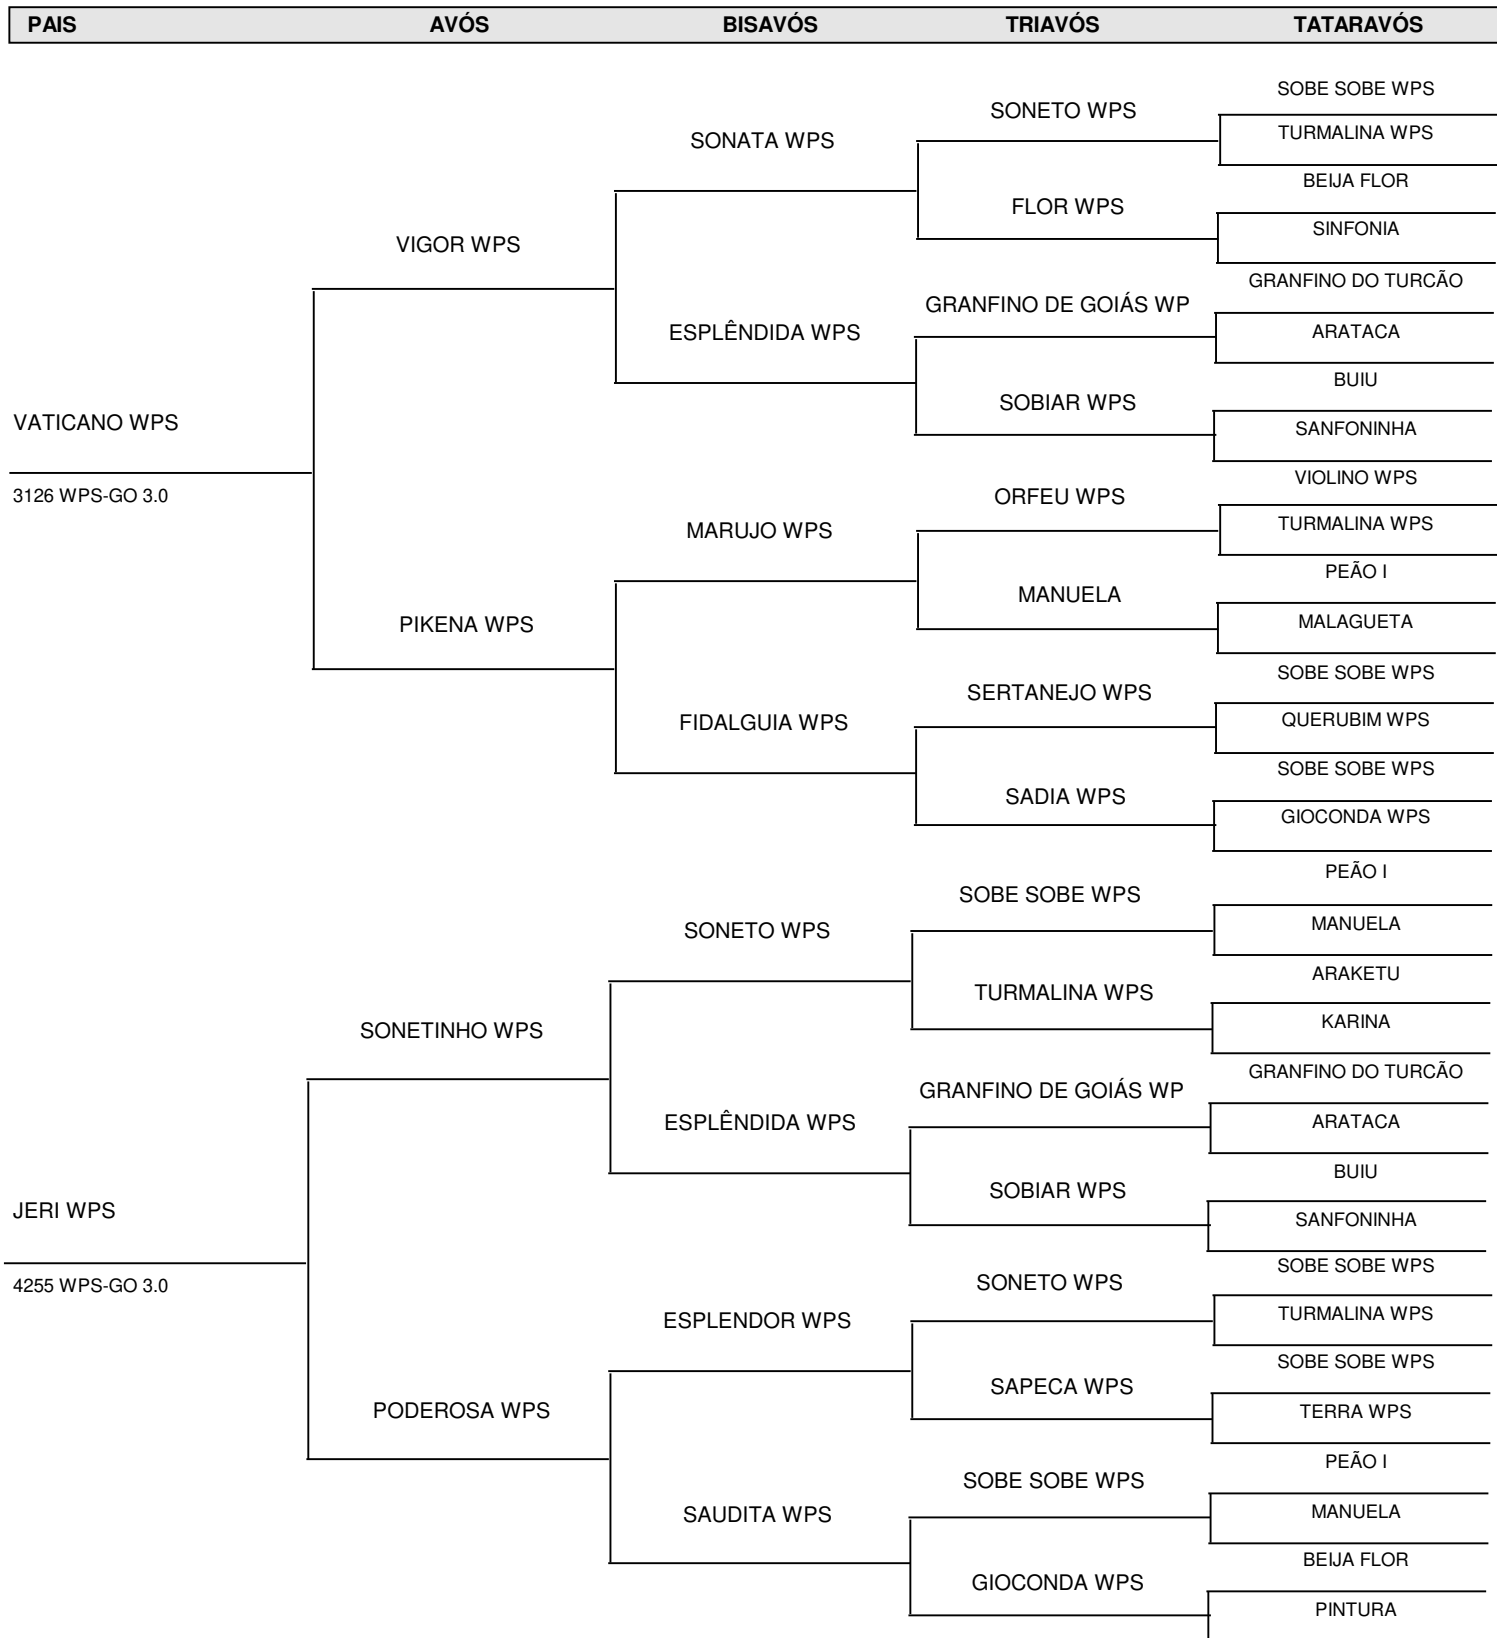 PAIS AVÓS BISAVÓS TRIAVÓS TATARAVÓS
SOBE SOBE WPS
SONETO WPS
TURMALINA WPS
SONATA WPS
BEIJA FLOR
FLOR WPS
SINFONIA
VIGOR WPS
GRANFINO DO TURCÃO
GRANFINO DE GOIÁS WP
ESPLÊNDIDA WPS
ARATACA
BUIU
SOBIAR WPS
VATICANO WPS
SANFONINHA
VIOLINO WPS
3126 WPS-GO 3.0
ORFEU WPS
TURMALINA WPS
MARUJO WPS
PEÃO I
MANUELA
MALAGUETA
PIKENA WPS
SOBE SOBE WPS
SERTANEJO WPS
QUERUBIM WPS
FIDALGUIA WPS
SOBE SOBE WPS
SADIA WPS
GIOCONDA WPS
PEÃO I
SOBE SOBE WPS
MANUELA
SONETO WPS
ARAKETU
TURMALINA WPS
KARINA
SONETINHO WPS
GRANFINO DO TURCÃO
GRANFINO DE GOIÁS WP
ESPLÊNDIDA WPS
ARATACA
BUIU
SOBIAR WPS
JERI WPS
SANFONINHA
SOBE SOBE WPS
SONETO WPS
4255 WPS-GO 3.0
TURMALINA WPS
ESPLENDOR WPS
SOBE SOBE WPS
SAPECA WPS
PODEROSA WPS
TERRA WPS
PEÃO I
SOBE SOBE WPS
MANUELA
SAUDITA WPS
BEIJA FLOR
GIOCONDA WPS
PINTURA